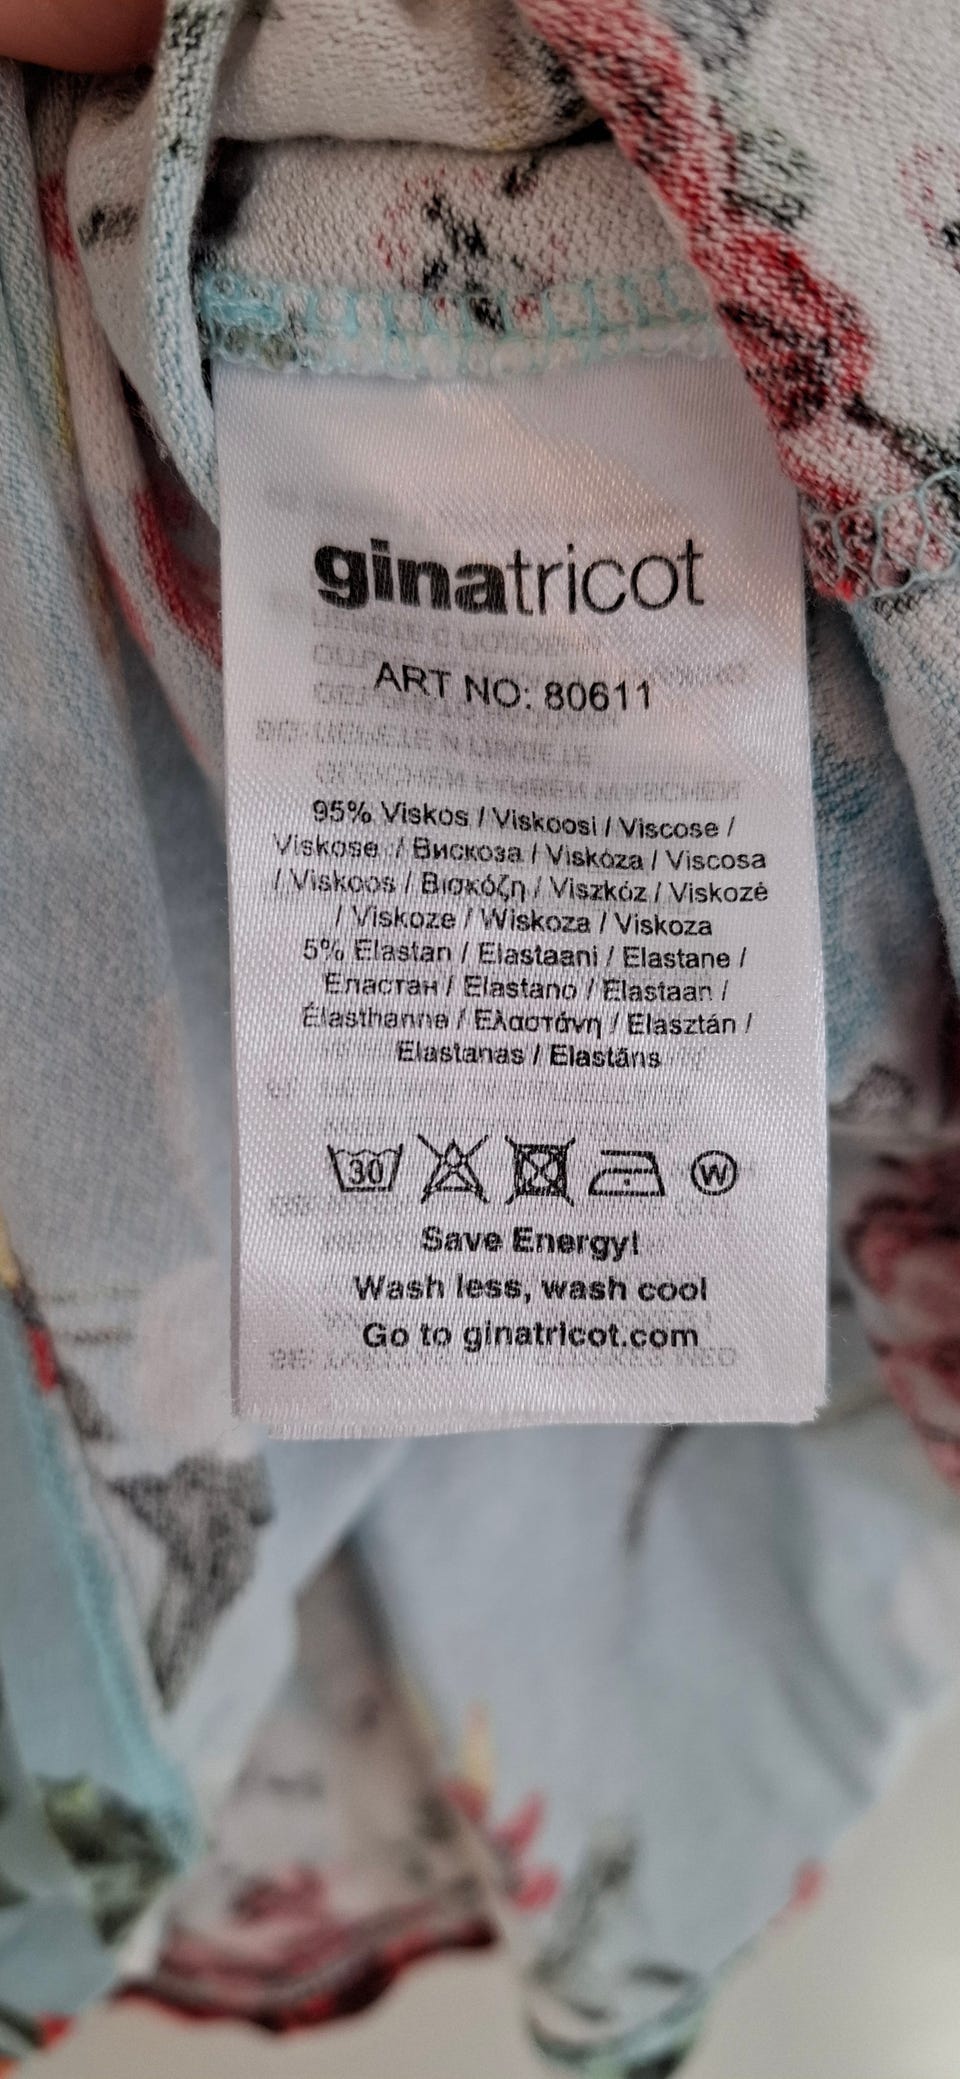 ginatricot
ART NO: 80611
95% Viskos / Viskoosi / Viscose /
Viskose / Вискоза / Viskóza / Viscosa
/ Viskoos / Βισκόζη / Viszkóz / Viskozė
/ Viskoze / Wiskoza / Viskoza
5% Elastan / Elastaani / Elastane /
Еластан / Elastano / Elastaan /
Élasthanne / Ελαστάνη / Elasztán /
Elastanas / Elastāns
30
W
Save Energy!
Wash less, wash cool
Go to ginatricot.com